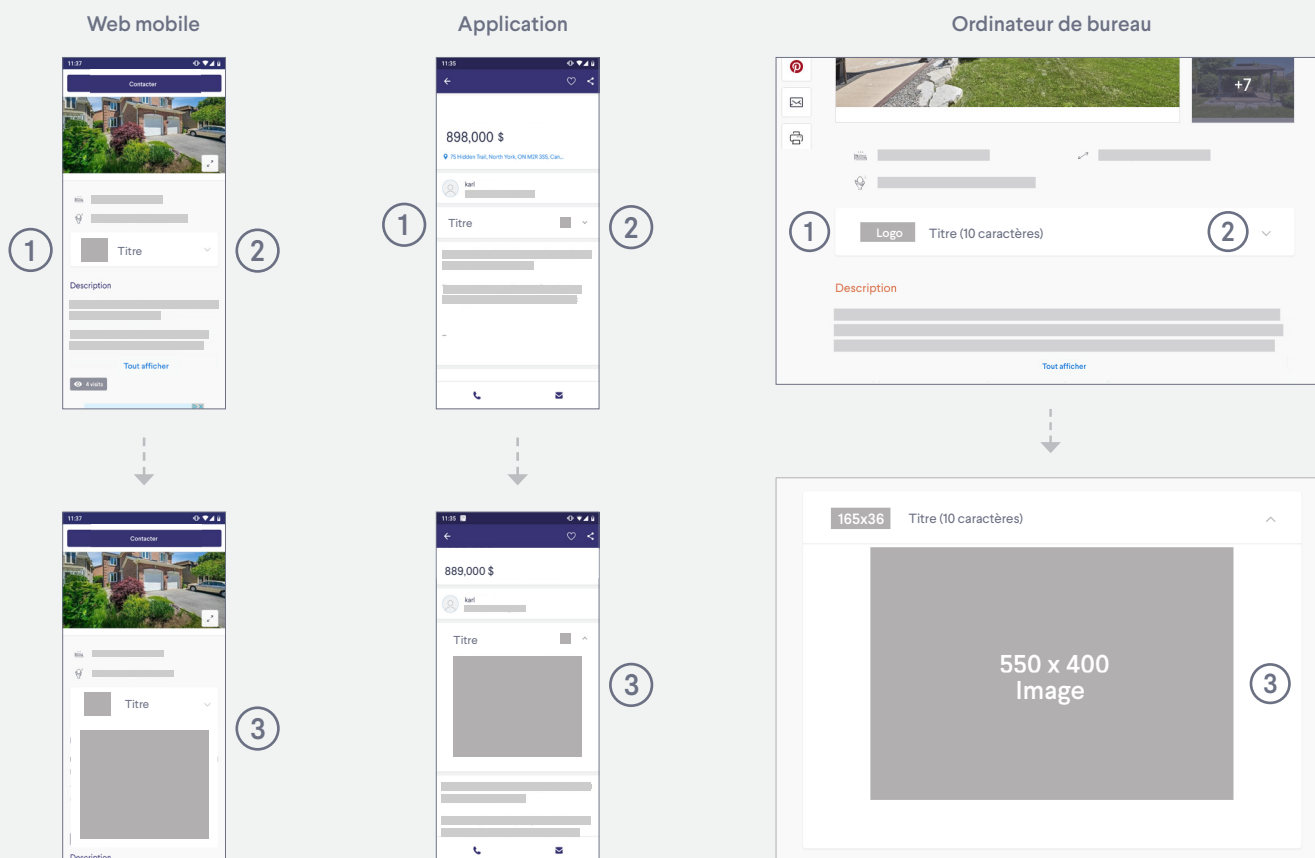 Web mobile
Application
Ordinateur de bureau
11:37
Contacter
1
Titre
2
Description
Tout afficher
4 visits
11:35
898,000 $
75 Hidden Trail, North York, ON M2R 3S5, Can...
karl
1
Titre
2
+7
1
Logo
Titre (10 caractères)
2
Description
Tout afficher
11:37
Contacter
Titre
3
Description
11:35
889,000 $
karl
Titre
3
165x36
Titre (10 caractères)
550 x 400
Image
3